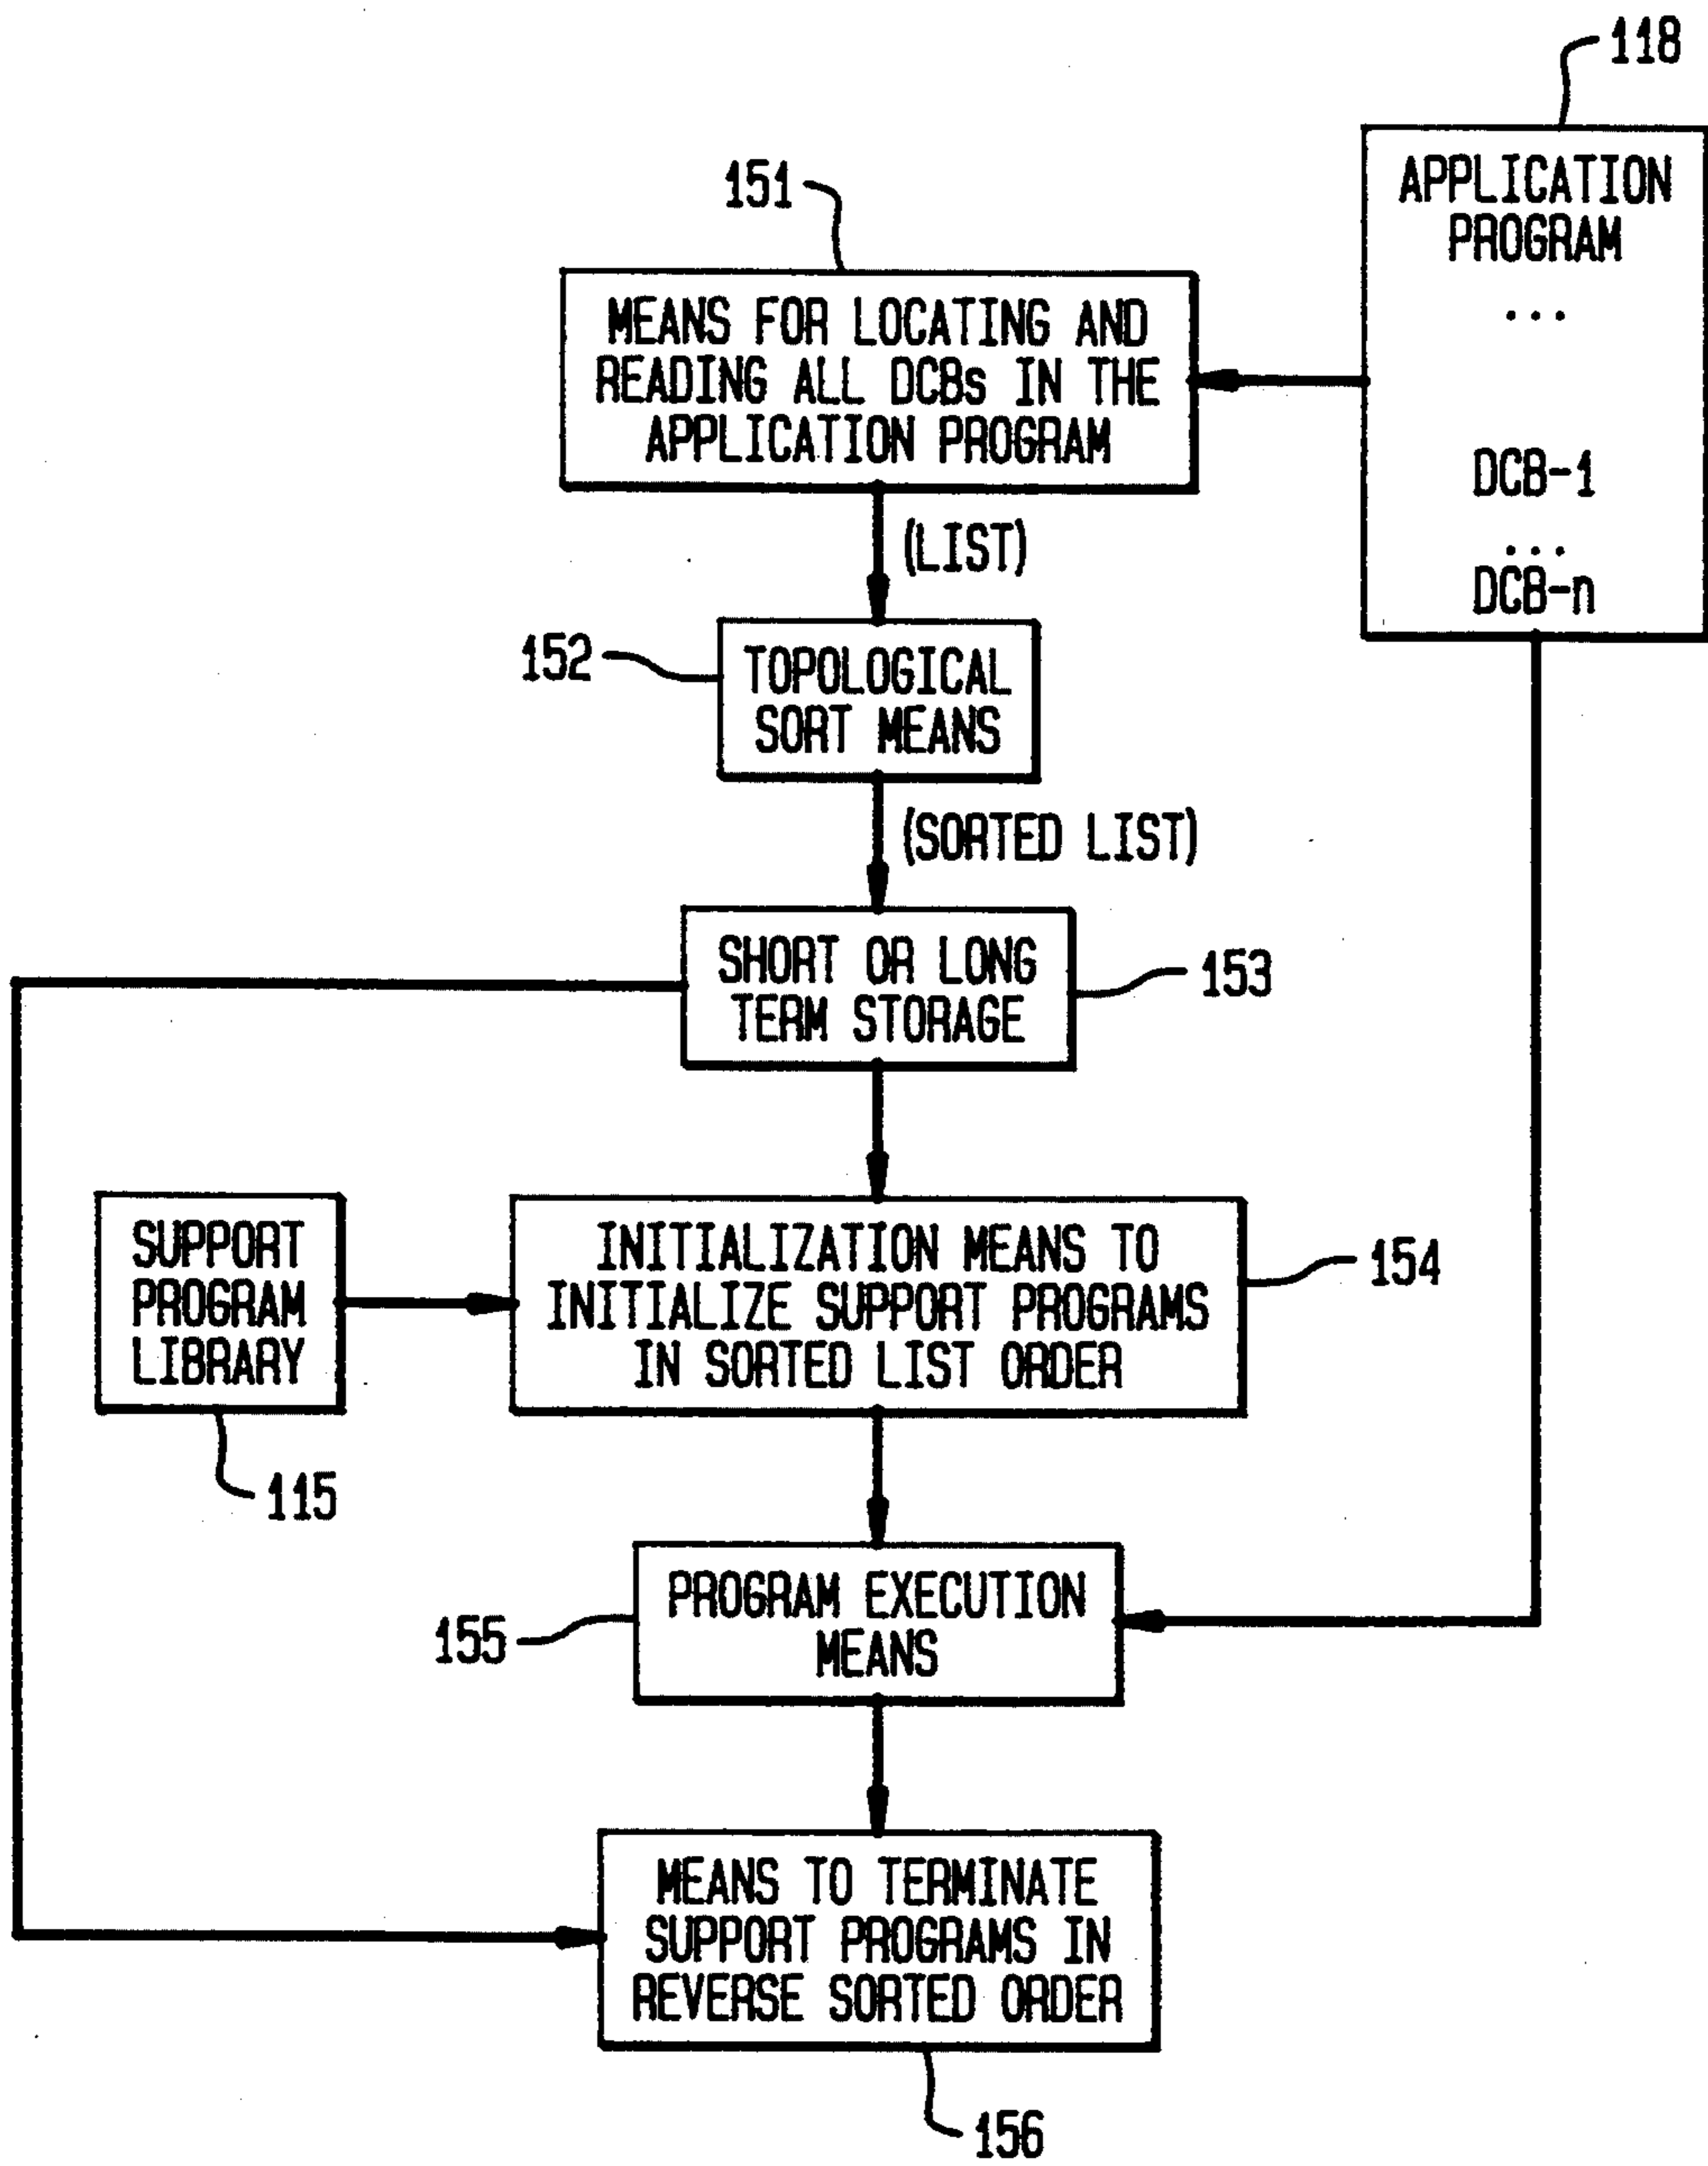 118
APPLICATION
PROGRAM
...
DCB-1
...
DCB-n
151
MEANS FOR LOCATING AND
READING ALL DCBs IN THE
APPLICATION PROGRAM
(LIST)
152
TOPOLOGICAL
SORT MEANS
(SORTED LIST)
SHORT OR LONG
TERM STORAGE
153
SUPPORT
PROGRAM
LIBRARY
115
INITIALIZATION MEANS TO
INITIALIZE SUPPORT PROGRAMS
IN SORTED LIST ORDER
154
PROGRAM EXECUTION
MEANS
155
MEANS TO TERMINATE
SUPPORT PROGRAMS IN
REVERSE SORTED ORDER
156